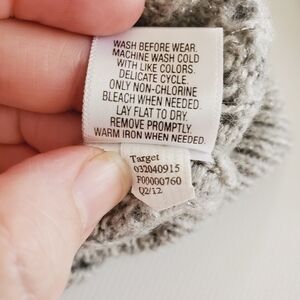 WASH BEFORE WEAR.
MACHINE WASH COLD
WITH LIKE COLORS.
DELICATE CYCLE.
ONLY NON-CHLORINE
BLEACH WHEN NEEDED.
LAY FLAT TO DRY.
REMOVE PROMPTLY.
WARM IRON WHEN NEEDED.
Target
032040915
F00000760
Q2/12